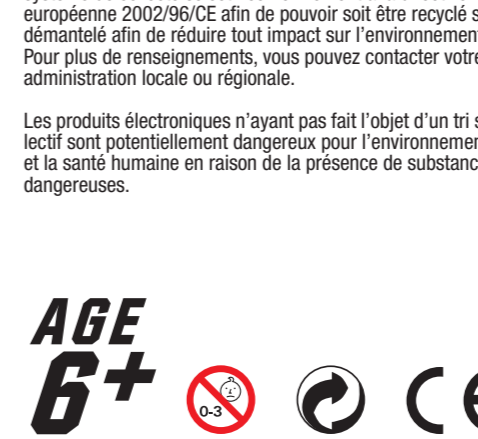 européenne 2002/96/CE afin de pouvoir soit être recyclé s
démantelé afin de réduire tout impact sur l'environnement
Pour plus de renseignements, vous pouvez contacter votre
administration locale ou régionale.
Les produits électroniques n'ayant pas fait l'objet d'un tri s
lectif sont potentiellement dangereux pour l'environnemen
et la santé humaine en raison de la présence de substanc
dangereuses.
AGE
6+
0-3
CE